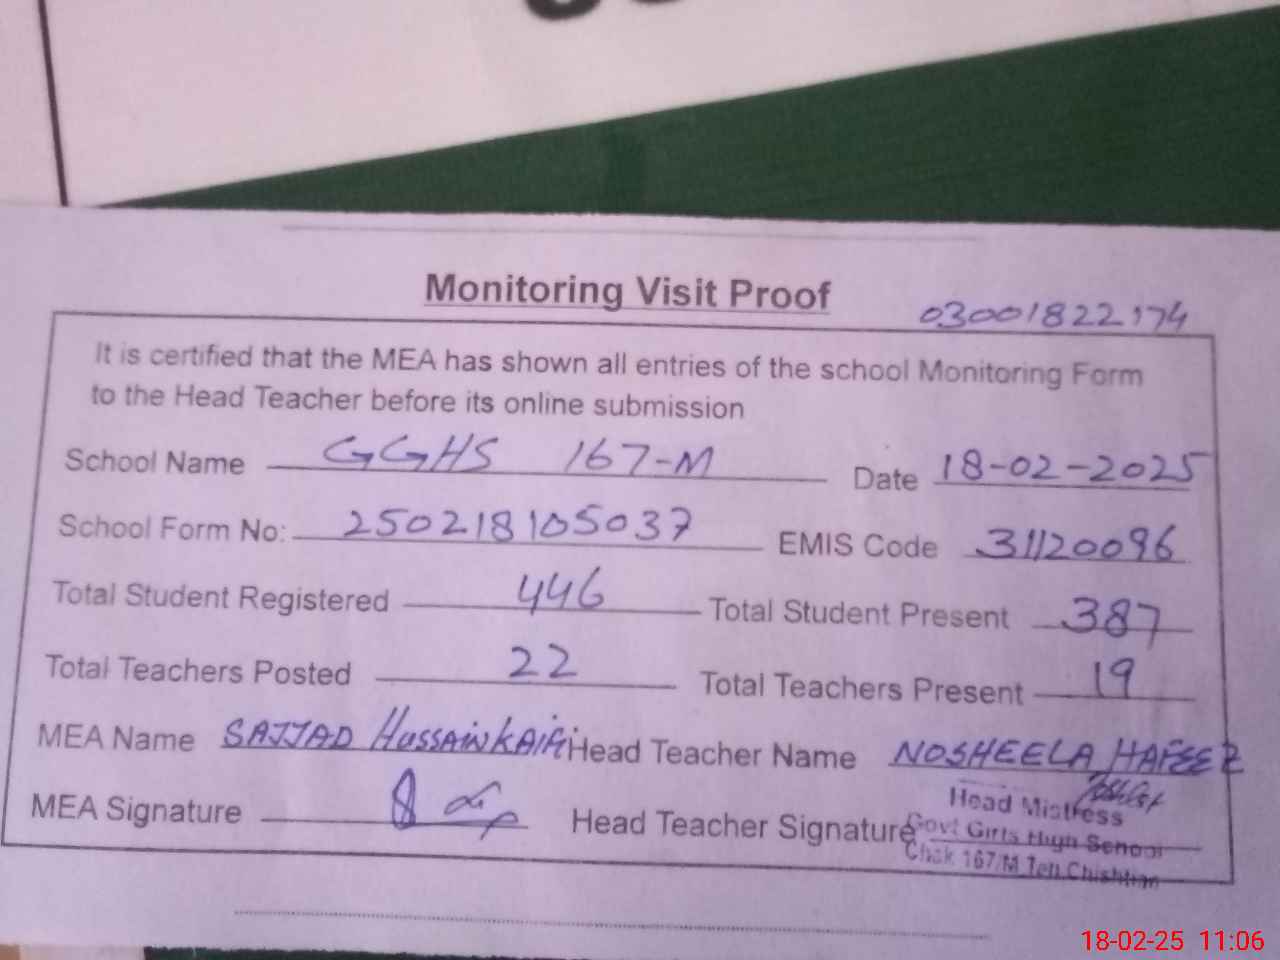 Monitoring Visit Proof
03001822174
It is certified that the MEA has shown all entries of the school Monitoring Form
to the Head Teacher before its online submission
School Name GGHS 167-M Date 18-02-2025
School Form No: 250218105037 EMIS Code 31120096
Total Student Registered 446 Total Student Present 387
Total Teachers Posted 22 Total Teachers Present 19
MEA Name SAJJAD HUSSAIN KAIFI Head Teacher Name NOSHEELA HAFEEZ
MEA Signature Head Teacher Signature
Head Mistress
Govt Girls High School
Chak 167/M Teh Chishtian
18-02-25 11:06